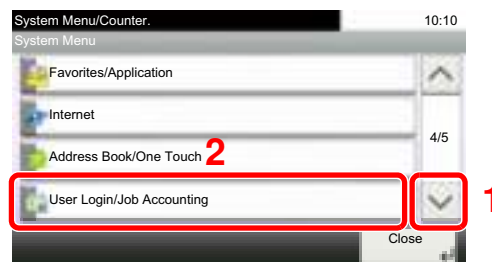 System Menu/Counter. 10:10
System Menu
Favorites/Application
Internet
4/5
Address Book/One Touch 2
User Login/Job Accounting
1
Close